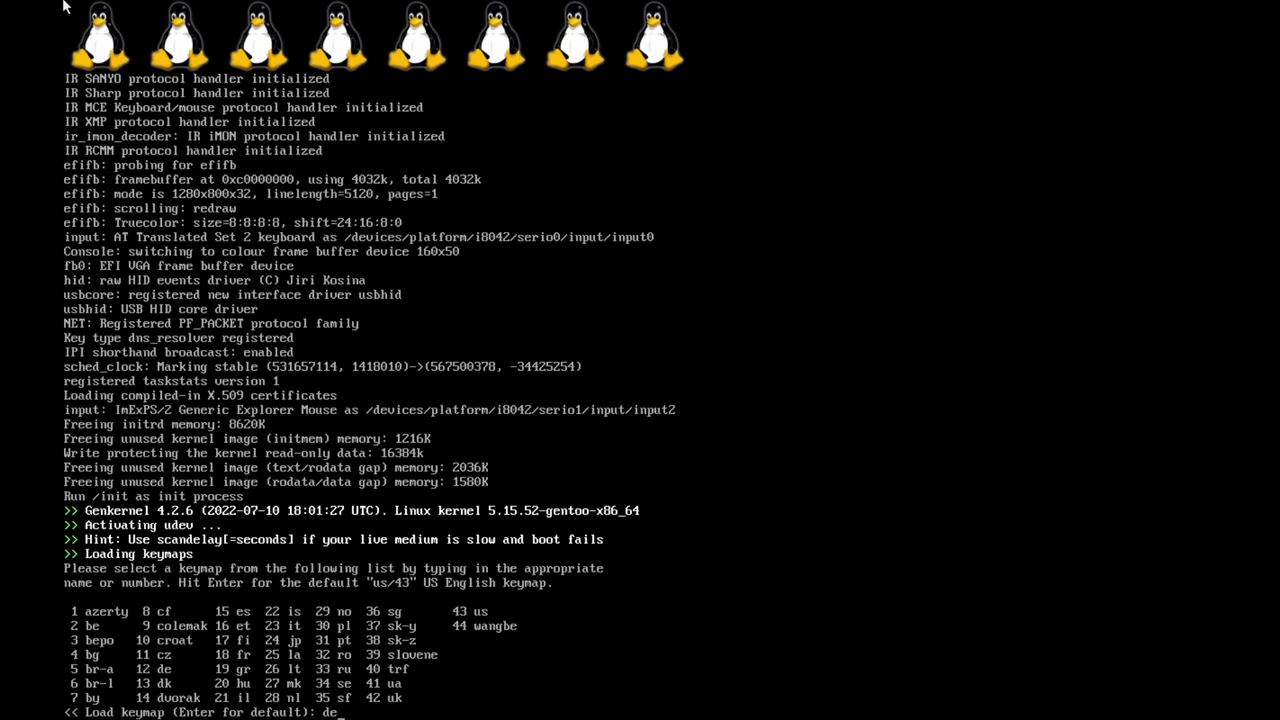 IR SANYO protocol handler initialized
IR Sharp protocol handler initialized
IR MCE Keyboard/mouse protocol handler initialized
IR XMP protocol handler initialized
ir_imon_decoder: IR iMON protocol handler initialized
IR RCMM protocol handler initialized
efifb: probing for efifb
efifb: framebuffer at 0xc0000000, using 4032k, total 4032k
efifb: mode is 1280x800x32, linelength=5120, pages=1
efifb: scrolling: redraw
efifb: Truecolor: size=8:8:8:8, shift=24:16:8:0
input: AT Translated Set 2 keyboard as /devices/platform/i8042/serio0/input/input0
Console: switching to colour frame buffer device 160x50
fb0: EFI VGA frame buffer device
hid: raw HID events driver (C) Jiri Kosina
usbcore: registered new interface driver usbhid
usbhid: USB HID core driver
NET: Registered PF_PACKET protocol family
Key type dns_resolver registered
IPI shorthand broadcast: enabled
sched_clock: Marking stable (531657114, 1418010)->(567500378, -34425254)
registered taskstats version 1
Loading compiled-in X.509 certificates
input: ImExPS/2 Generic Explorer Mouse as /devices/platform/i8042/serio1/input/input2
Freeing initrd memory: 8620K
Freeing unused kernel image (initmem) memory: 1216K
Write protecting the kernel read-only data: 16384k
Freeing unused kernel image (text/rodata gap) memory: 2036K
Freeing unused kernel image (rodata/data gap) memory: 1580K
Run /init as init process
>> Genkernel 4.2.6 (2022-07-10 18:01:27 UTC). Linux kernel 5.15.52-gentoo-x86_64
>> Activating udev ...
>> Hint: Use scandelay[=seconds] if your live medium is slow and boot fails
>> Loading keymaps
Please select a keymap from the following list by typing in the appropriate
name or number. Hit Enter for the default "us/43" US English keymap.
1 azerty 8 cf 15 es 22 is 29 no 36 sg 43 us
2 be 9 colemak 16 et 23 it 30 pl 37 sk-y 44 wangbe
3 bepo 10 croat 17 fi 24 jp 31 pt 38 sk-z
4 bg 11 cz 18 fr 25 la 32 ro 39 slovene
5 br-a 12 de 19 gr 26 lt 33 ru 40 trf
6 br-l 13 dk 20 hu 27 mk 34 se 41 ua
7 by 14 dvorak 21 il 28 nl 35 sf 42 uk
<< Load keymap (Enter for default): de_